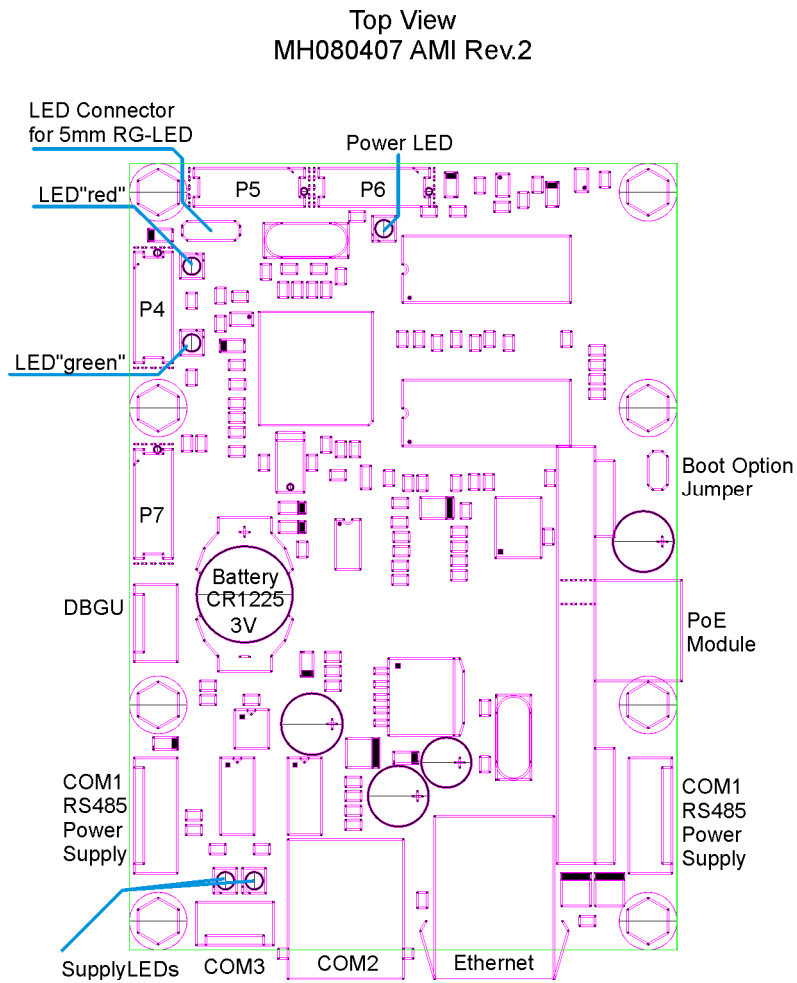 Top View
MH080407 AMI Rev.2
LED Connector
for 5mm RG-LED
Power LED
LED"red"
P5
P6
P4
LED"green"
Boot Option
Jumper
P7
Battery
CR1225
3V
DBGU
PoE
Module
COM1
RS485
Power
Supply
COM1
RS485
Power
Supply
SupplyLEDs
COM3
COM2
Ethernet